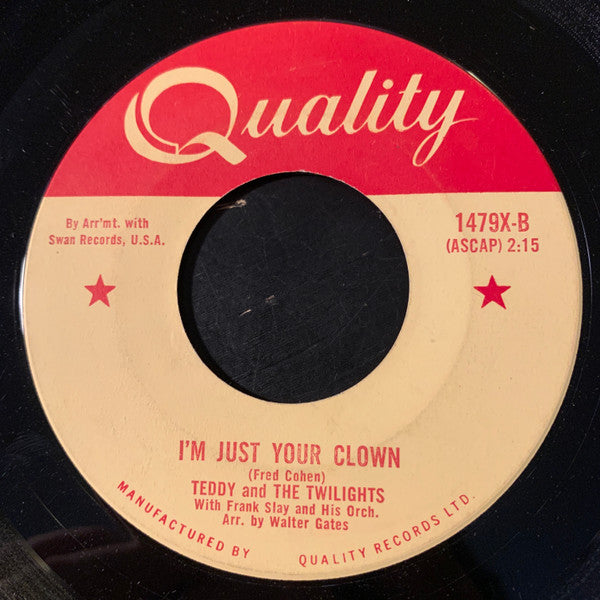 Quality
By Arr'mt. with
Swan Records, U.S.A.
1479X-B
(ASCAP) 2:15
I'M JUST YOUR CLOWN
(Fred Cohen)
TEDDY and THE TWILIGHTS
With Frank Slay and His Orch.
Arr. by Walter Gates
MANUFACTURED BY QUALITY RECORDS LTD.